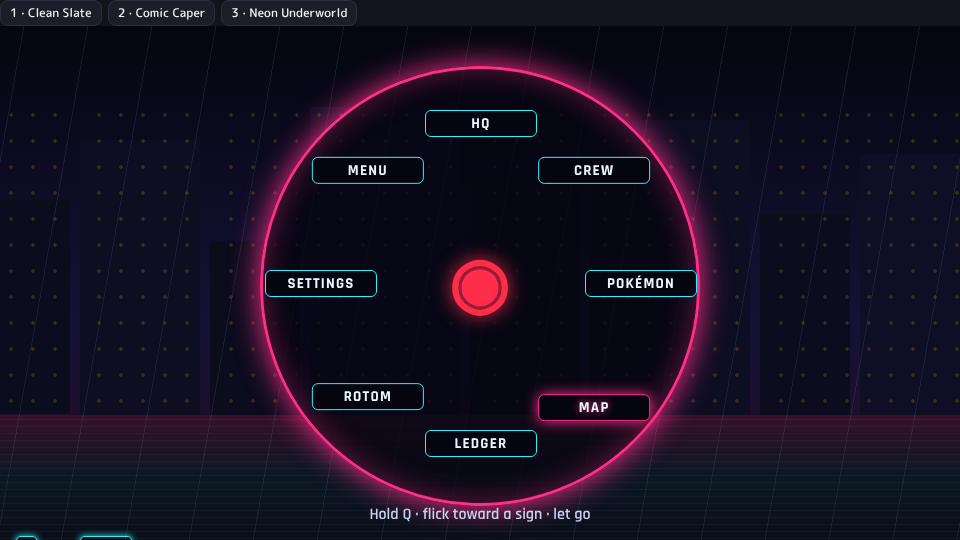 1 · Clean Slate
2 · Comic Caper
3 · Neon Underworld
HQ
MENU
CREW
SETTINGS
POKÉMON
ROTOM
MAP
LEDGER
Hold Q · flick toward a sign · let go